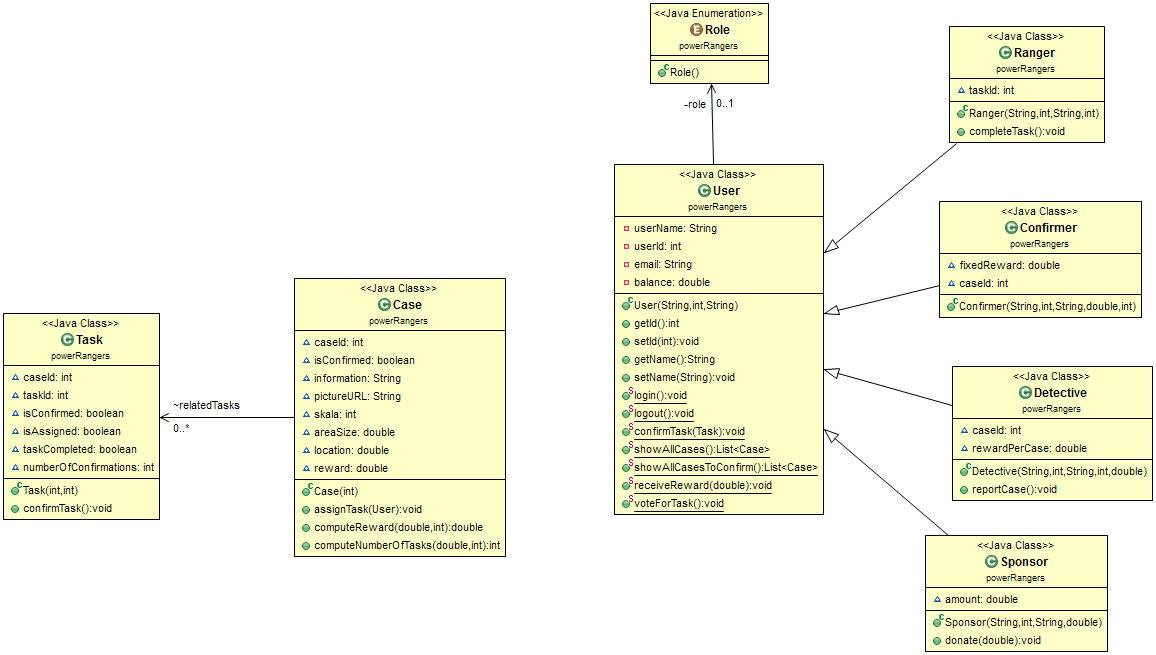 <<Java Enumeration>>
Role
powerRangers
Role()
-role
0..1
<<Java Class>>
User
powerRangers
userName: String
userId: int
email: String
balance: double
User(String,int,String)
getId():int
setId(int):void
getName():String
setName(String):void
login():void
logout():void
confirmTask(Task):void
showAllCases():List<Case>
showAllCasesToConfirm():List<Case>
receiveReward(double):void
voteForTask():void
<<Java Class>>
Ranger
powerRangers
taskId: int
Ranger(String,int,String,int)
completeTask():void
<<Java Class>>
Confirmer
powerRangers
fixedReward: double
caseId: int
Confirmer(String,int,String,double,int)
<<Java Class>>
Detective
powerRangers
caseId: int
rewardPerCase: double
Detective(String,int,String,int,double)
reportCase():void
<<Java Class>>
Sponsor
powerRangers
amount: double
Sponsor(String,int,String,double)
donate(double):void
<<Java Class>>
Task
powerRangers
caseId: int
taskId: int
isConfirmed: boolean
isAssigned: boolean
taskCompleted: boolean
numberOfConfirmations: int
Task(int,int)
confirmTask():void
~relatedTasks
0..*
<<Java Class>>
Case
powerRangers
caseId: int
isConfirmed: boolean
information: String
pictureURL: String
skala: int
areaSize: double
location: double
reward: double
Case(int)
assignTask(User):void
computeReward(double,int):double
computeNumberOfTasks(double,int):int